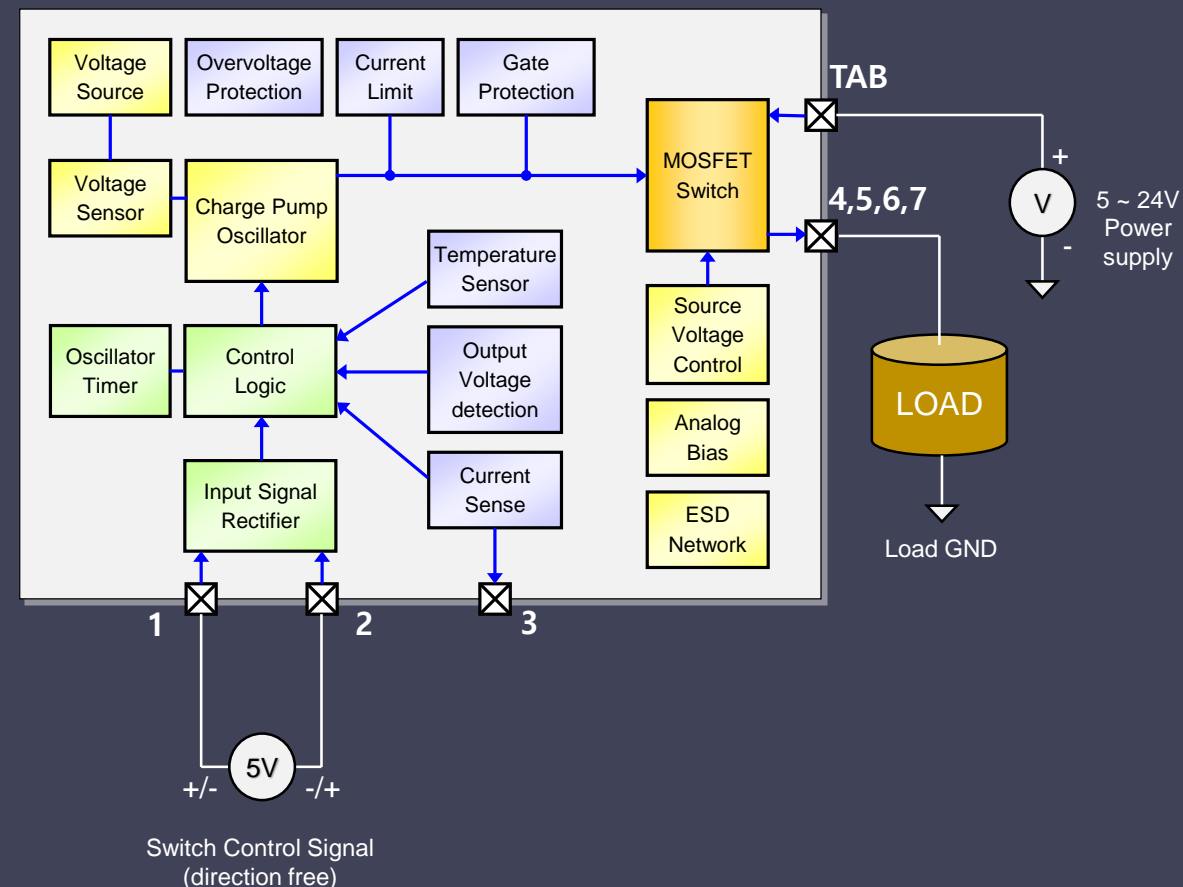 Voltage
Source
Overvoltage
Protection
Current
Limit
Gate
Protection
TAB
MOSFET
Switch
Voltage
Sensor
Charge Pump
Oscillator
4,5,6,7
+
V
-
5 ~ 24V
Power
supply
Temperature
Sensor
Source
Voltage
Control
Oscillator
Timer
Control
Logic
Output
Voltage
detection
LOAD
Analog
Bias
Input Signal
Rectifier
Current
Sense
ESD
Network
Load GND
1
2
3
5V
+/-
-/+
Switch Control Signal
(direction free)